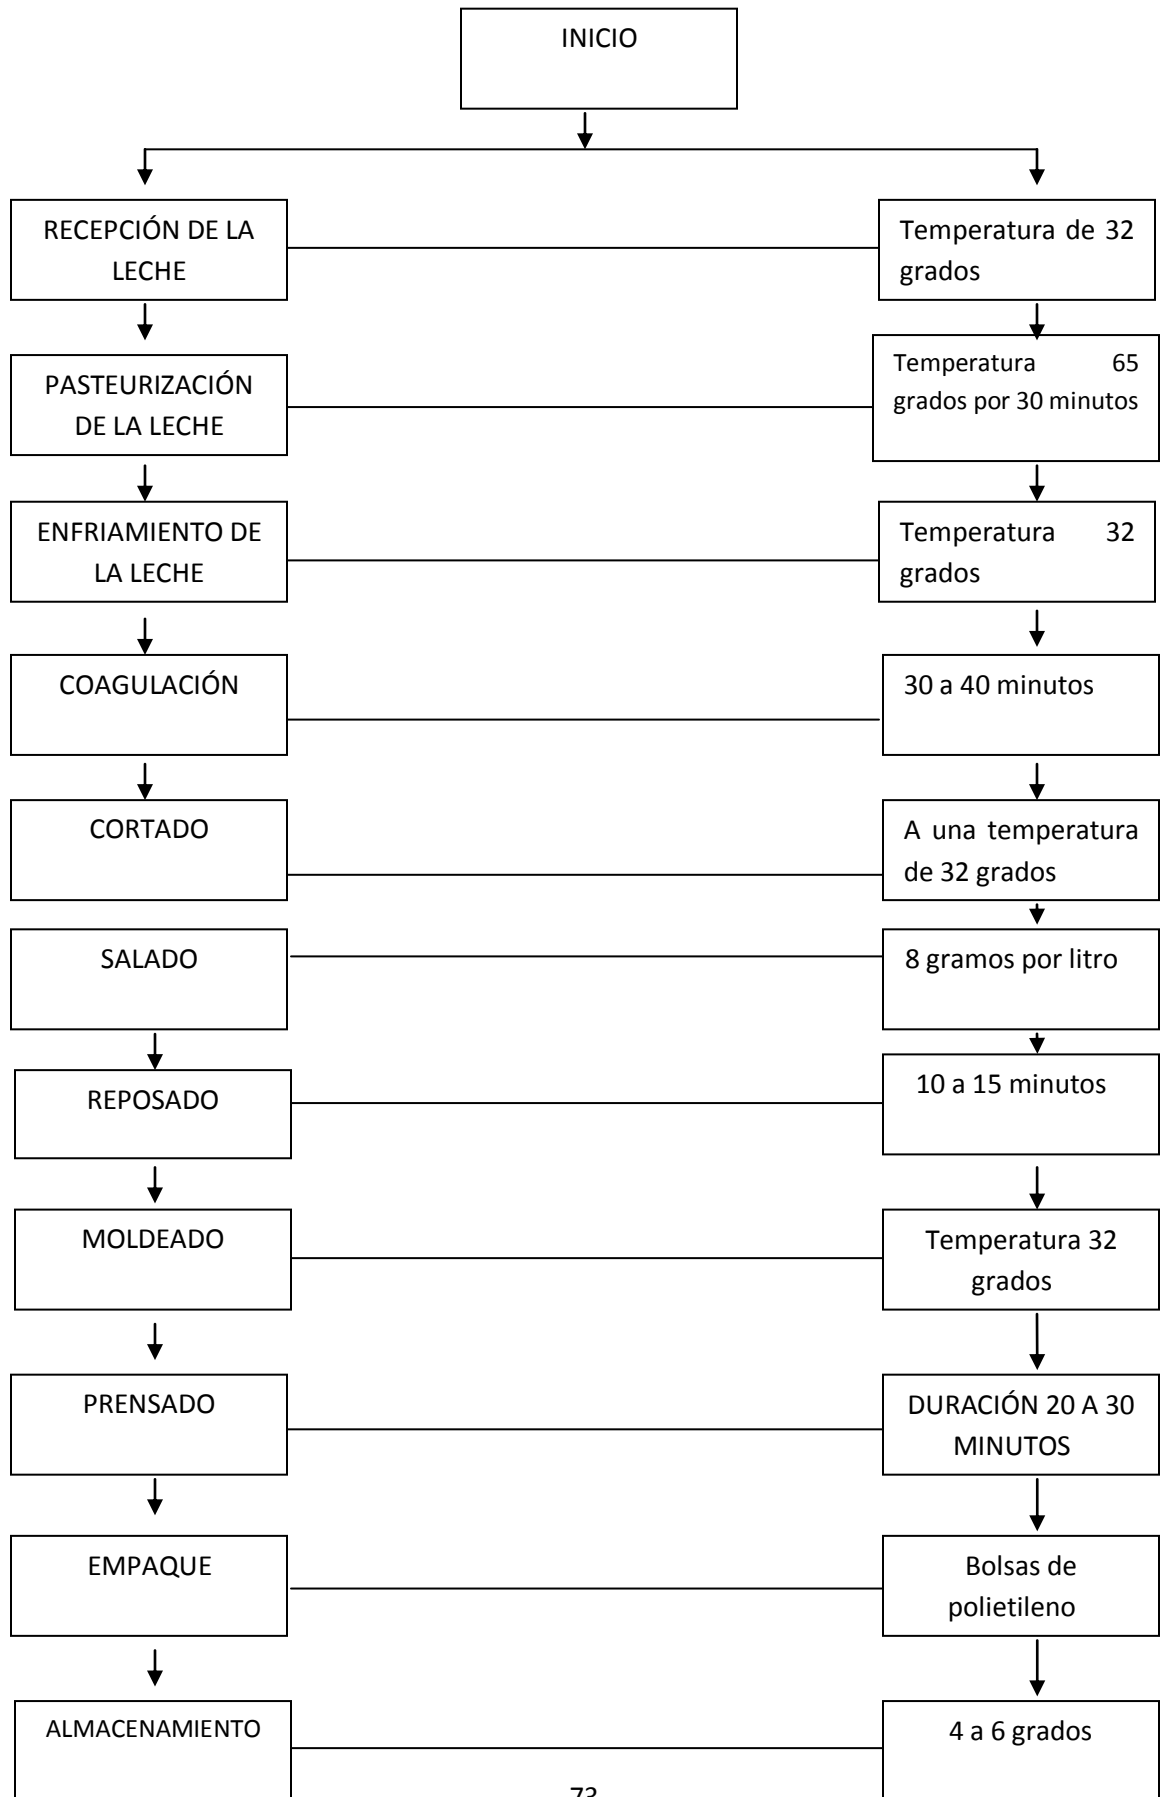 INICIO
RECEPCIÓN DE LA
LECHE
Temperatura de 32
grados
PASTEURIZACIÓN
DE LA LECHE
Temperatura 65
grados por 30 minutos
ENFRIAMIENTO DE
LA LECHE
Temperatura 32
grados
COAGULACIÓN
30 a 40 minutos
CORTADO
A una temperatura
de 32 grados
SALADO
8 gramos por litro
REPOSADO
10 a 15 minutos
MOLDEADO
Temperatura 32
grados
PRENSADO
DURACIÓN 20 A 30
MINUTOS
EMPAQUE
Bolsas de
polietileno
ALMACENAMIENTO
4 a 6 grados
73